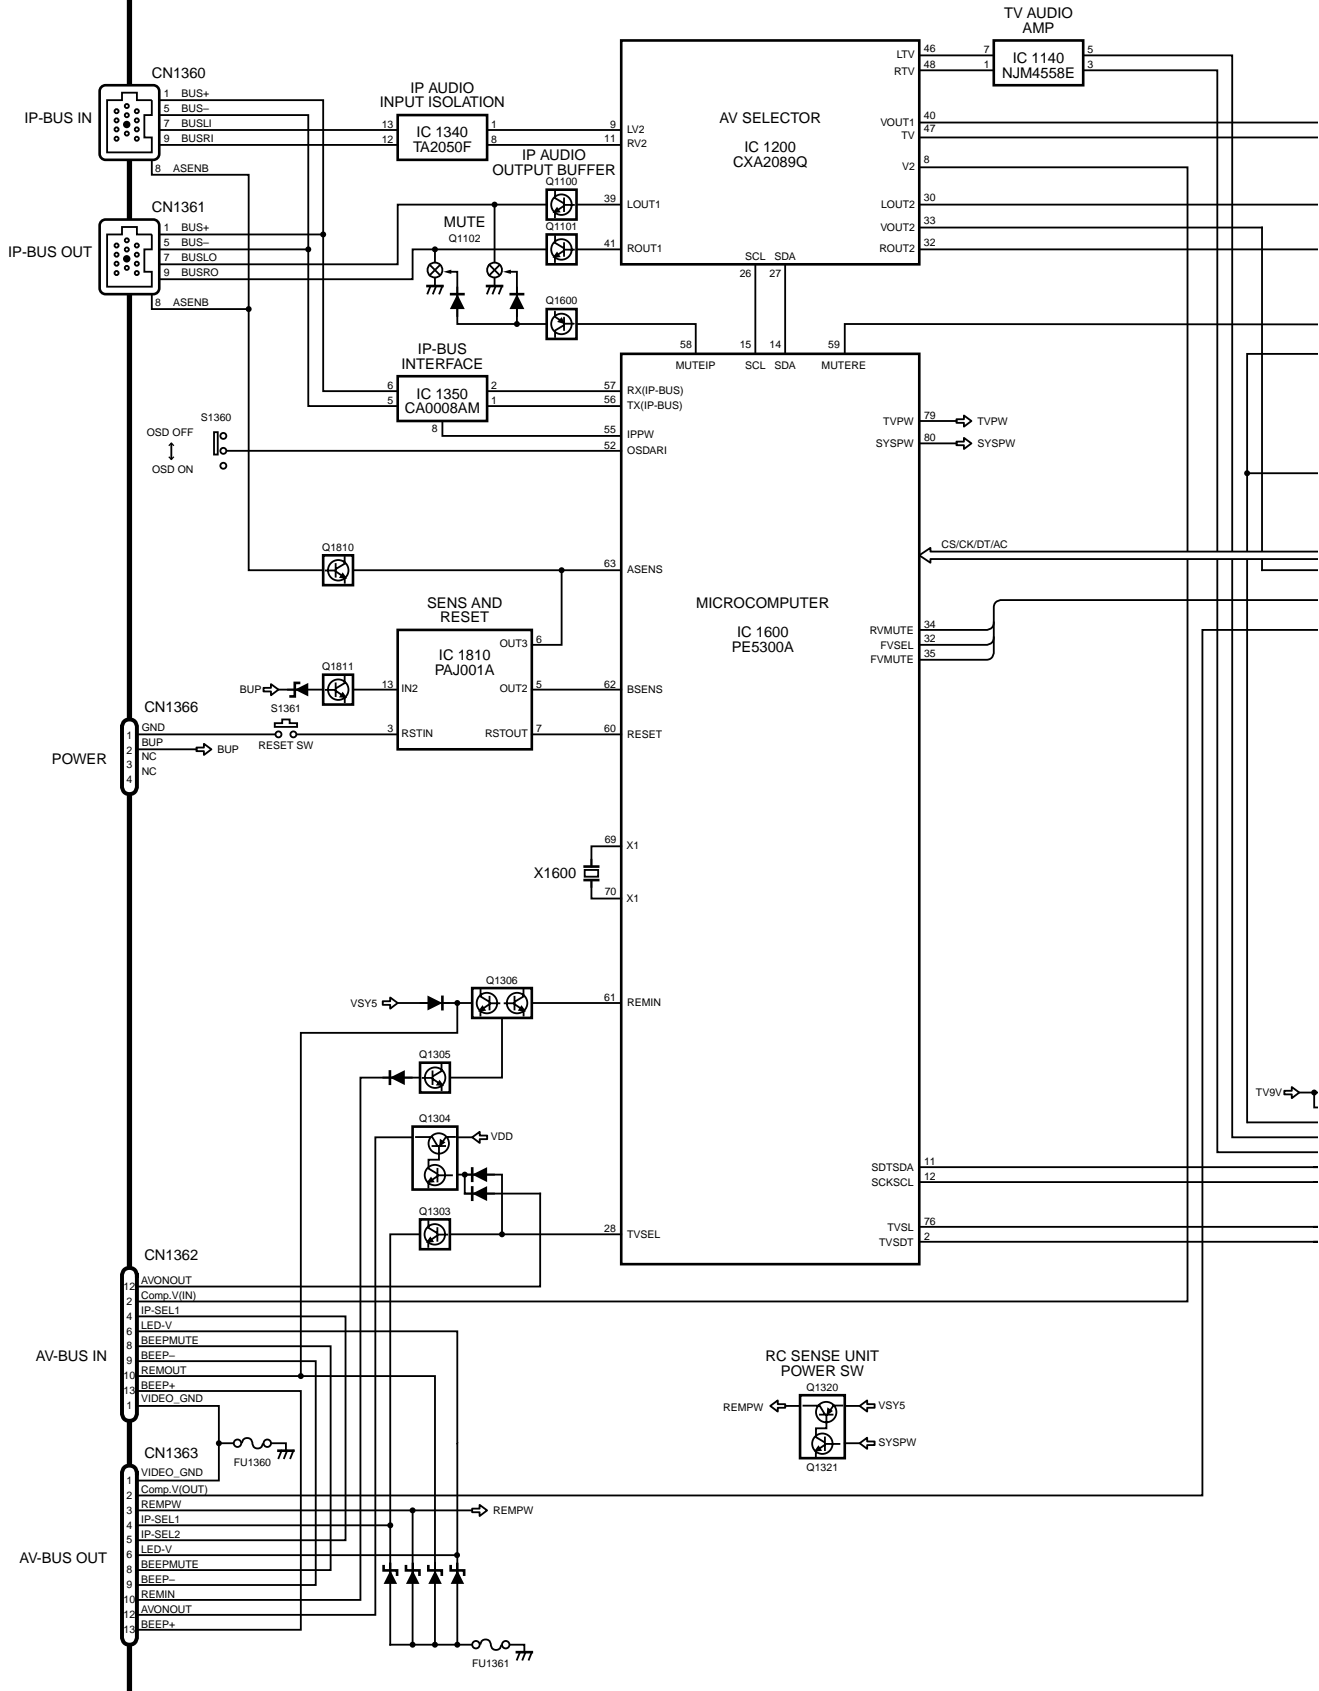 TV AUDIO
AMP
IC 1140
NJM4558E
7
1
5
3
CN1360
IP-BUS IN
1 BUS+
5 BUS–
7 BUSLI
9 BUSRI
8 ASENB
IP AUDIO
INPUT ISOLATION
IC 1340
TA2050F
13
12
1
8
AV SELECTOR
IC 1200
CXA2089Q
9 LV2
11 RV2
39 LOUT1
41 ROUT1
LTV 46
RTV 48
VOUT1 40
TV 47
V2 8
LOUT2 30
VOUT2 33
ROUT2 32
SCL SDA
26 27
IP AUDIO
OUTPUT BUFFER
Q1100
Q1101
CN1361
IP-BUS OUT
1 BUS+
5 BUS–
7 BUSLO
9 BUSRO
8 ASENB
MUTE
Q1102
Q1600
58
15
14
59
MUTEIP
SCL SDA
MUTERE
IP-BUS
INTERFACE
IC 1350
CA0008AM
6
5
2
1
8
57 RX(IP-BUS)
56 TX(IP-BUS)
55 IPPW
52 OSDARI
S1360
OSD OFF
OSD ON
TVPW 79 TVPW
SYSPW 80 SYSPW
CS/CK/DT/AC
Q1810
63 ASENS
MICROCOMPUTER
IC 1600
PE5300A
RVMUTE 34
FVSEL 32
FVMUTE 35
SENS AND
RESET
IC 1810
PAJ001A
OUT3 6
OUT2 5
RSTOUT 7
13 IN2
3 RSTIN
Q1811
BUP
S1361
RESET SW
62 BSENS
60 RESET
CN1366
POWER
1 GND
2 BUP
3 NC
4 NC
BUP
69 X1
X1600
70 X1
Q1306
VSY5
61 REMIN
Q1305
Q1304
VDD
Q1303
28 TVSEL
TV9V
SDTSDA 11
SCKSCL 12
TVSL 76
TVSDT 2
CN1362
AV-BUS IN
12 AVONOUT
2 Comp.V(IN)
4 IP-SEL1
6 LED-V
8 BEEPMUTE
9 BEEP–
10 REMOUT
13 BEEP+
1 VIDEO_GND
FU1360
RC SENSE UNIT
POWER SW
Q1320
REMPW
VSY5
SYSPW
Q1321
CN1363
AV-BUS OUT
1 VIDEO_GND
2 Comp.V(OUT)
3 REMPW
4 IP-SEL1
5 IP-SEL2
6 LED-V
8 BEEPMUTE
9 BEEP–
10 REMIN
12 AVONOUT
13 BEEP+
REMPW
FU1361